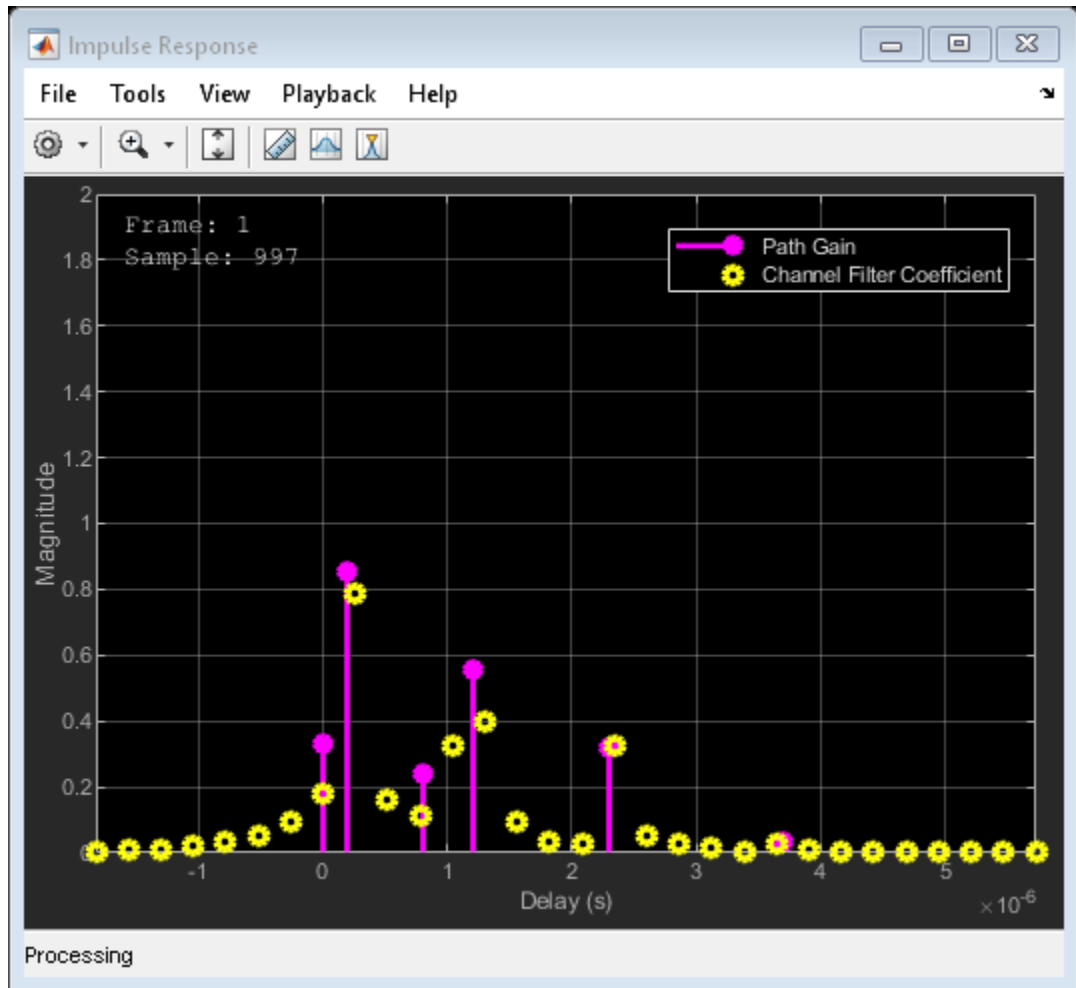 Impulse Response
File Tools View Playback Help
Frame: 1
Sample: 997
Path Gain
Channel Filter Coefficient
2
1.8
1.6
1.4
1.2
1
0.8
0.6
0.4
0.2
0
Magnitude
-1 0 1 2 3 4 5
Delay (s)
×10-6
Processing